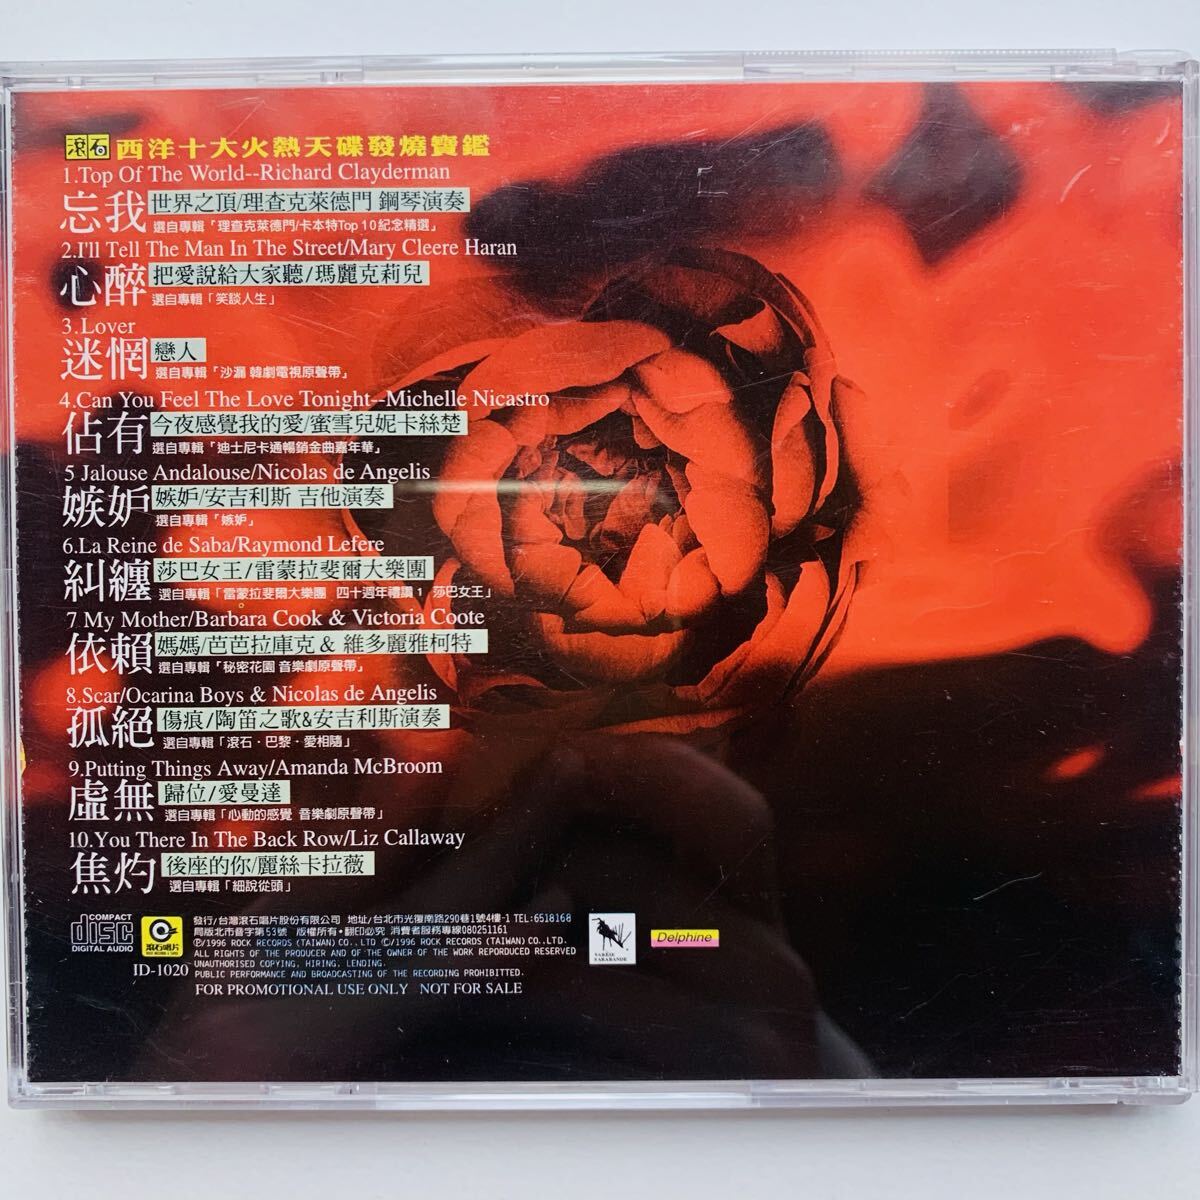 滾石 西洋十大火熱天碟發燒寶鑑
1.Top Of The World--Richard Clayderman
忘我 世界之頂/理查克萊德門 鋼琴演奏
選自專輯「理查克萊德門/卡本特Top 10紀念精選」
2.I'll Tell The Man In The Street/Mary Cleere Haran
心醉 把愛說給大家聽/瑪麗克莉兒
選自專輯「笑談人生」
3.Lover
迷惘 戀人
選自專輯「沙漏 韓劇電視原聲帶」
4.Can You Feel The Love Tonight--Michelle Nicastro
佔有 今夜感覺我的愛/蜜雪兒妮卡絲楚
選自專輯「迪士尼卡通暢銷金曲嘉年華」
5 Jalouse Andalouse/Nicolas de Angelis
嫉妒 嫉妒/安吉利斯 吉他演奏
選自專輯「嫉妒」
6.La Reine de Saba/Raymond Lefere
糾纏 莎巴女王/雷蒙拉斐爾大樂團
選自專輯「雷蒙拉斐爾大樂團 四十週年禮讚 1 莎巴女王」
7 My Mother/Barbara Cook & Victoria Coote
依賴 媽媽/芭芭拉庫克 & 維多麗雅柯特
選自專輯「秘密花園 音樂劇原聲帶」
8.Scar/Ocarina Boys & Nicolas de Angelis
孤絕 傷痕/陶笛之歌&安吉利斯演奏
選自專輯「滾石・巴黎・愛相隨」
9.Putting Things Away/Amanda McBroom
虛無 歸位/愛曼達
選自專輯「心動的感覺 音樂劇原聲帶」
10.You There In The Back Row/Liz Callaway
焦灼 後座的你/麗絲卡拉薇
選自專輯「細說從頭」
COMPACT
disc
DIGITAL AUDIO
滾石唱片
ID-1020
發行/台灣滾石唱片股份有限公司 地址/台北市光復南路290巷1號4樓-1 TEL:6518168
局版北市音字第53號 版權所有・翻印必究 消費者服務專線080251161
Ⓟ1996 ROCK RECORDS (TAIWAN) CO., LTD Ⓒ1996 ROCK RECORDS (TAIWAN) CO.,LTD.
ALL RIGHTS OF THE PRODUCER AND OF THE OWNER OF THE WORK REPORDUCED RESERVED
UNAUTHORISED COPYING, HIRING, LENDING.
PUBLIC PERFORMANCE AND BROADCASTING OF THE RECORDING PROHIBITTED.
FOR PROMOTIONAL USE ONLY NOT FOR SALE
VARÈSE
SARABANDE
Delphine